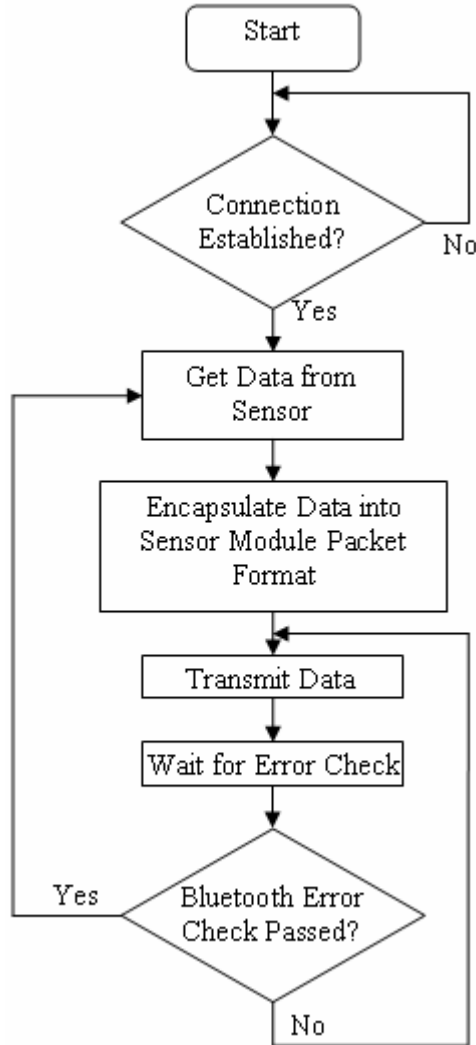 Start
Connection
Established?
No
Yes
Get Data from
Sensor
Encapsulate Data into
Sensor Module Packet
Format
Transmit Data
Wait for Error Check
Yes
Bluetooth Error
Check Passed?
No